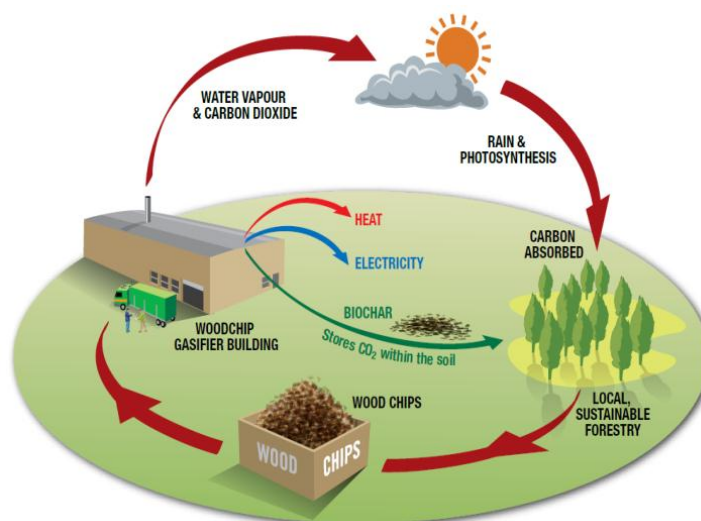 WATER VAPOUR
& CARBON DIOXIDE
RAIN &
PHOTOSYNTHESIS
HEAT
ELECTRICITY
CARBON
ABSORBED
BIOCHAR
Stores CO₂ within the soil
WOODCHIP
GASIFIER BUILDING
WOOD CHIPS
LOCAL,
SUSTAINABLE
FORESTRY
WOOD CHIPS